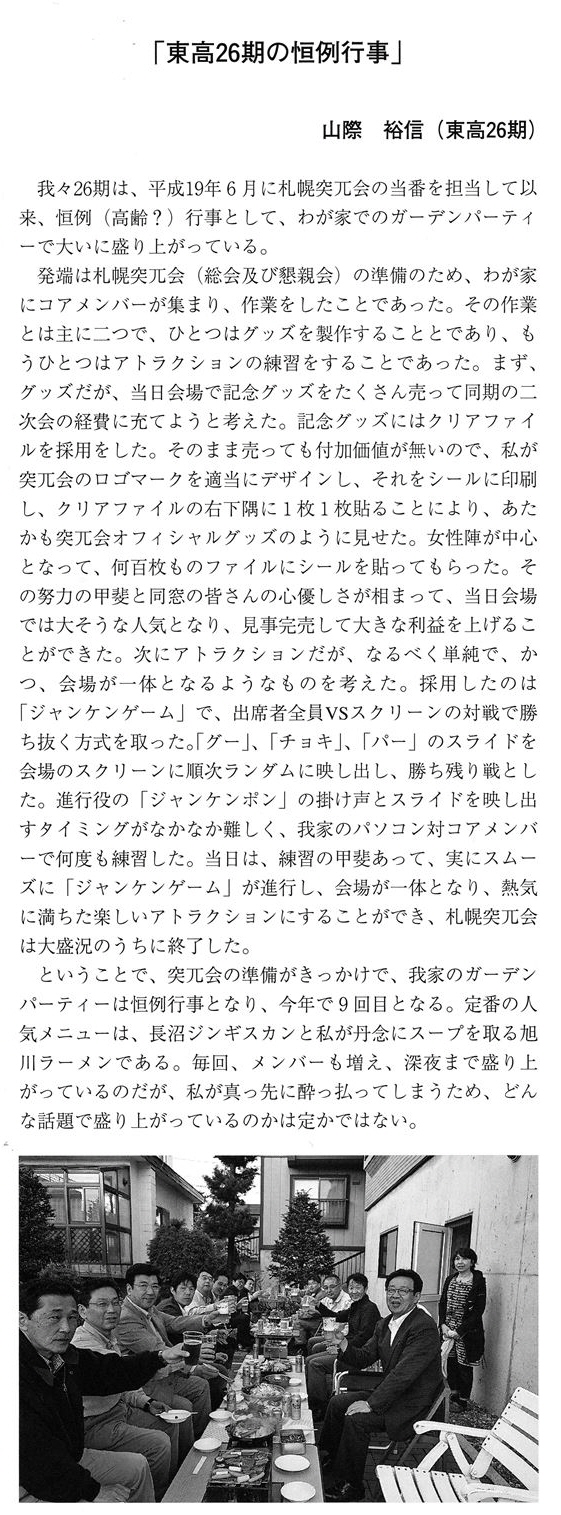 「東高26期の恒例行事」
山際　裕信（東高26期）
我々26期は、平成19年６月に札幌突兀会の当番を担当して以
来、恒例（高齢？）行事として、わが家でのガーデンパーティ
ーで大いに盛り上がっている。
発端は札幌突兀会（総会及び懇親会）の準備のため、わが家
にコアメンバーが集まり、作業をしたことであった。その作業
とは主に二つで、ひとつはグッズを製作することとであり、も
うひとつはアトラクションの練習をすることであった。まず、
グッズだが、当日会場で記念グッズをたくさん売って同期の二
次会の経費に充てようと考えた。記念グッズにはクリアファイ
ルを採用をした。そのまま売っても付加価値が無いので、私が
突兀会のロゴマークを適当にデザインし、それをシールに印刷
し、クリアファイルの右下隅に１枚１枚貼ることにより、あた
かも突兀会オフィシャルグッズのように見せた。女性陣が中心
となって、何百枚ものファイルにシールを貼ってもらった。そ
の努力の甲斐と同窓の皆さんの心優しさが相まって、当日会場
では大そうな人気となり、見事完売して大きな利益を上げるこ
とができた。次にアトラクションだが、なるべく単純で、か
つ、会場が一体となるようなものを考えた。採用したのは
「ジャンケンゲーム」で、出席者全員VSスクリーンの対戦で勝
ち抜く方式を取った。「グー」、「チョキ」、「パー」のスライドを
会場のスクリーンに順次ランダムに映し出し、勝ち残り戦とし
た。進行役の「ジャンケンポン」の掛け声とスライドを映し出
すタイミングがなかなか難しく、我家のパソコン対コアメンバ
ーで何度も練習した。当日は、練習の甲斐あって、実にスムー
ズに「ジャンケンゲーム」が進行し、会場が一体となり、熱気
に満ちた楽しいアトラクションにすることができ、札幌突兀会
は大盛況のうちに終了した。
ということで、突兀会の準備がきっかけで、我家のガーデン
パーティーは恒例行事となり、今年で９回目となる。定番の人
気メニューは、長沼ジンギスカンと私が丹念にスープを取る旭
川ラーメンである。毎回、メンバーも増え、深夜まで盛り上
がっているのだが、私が真っ先に酔っ払ってしまうため、どん
な話題で盛り上がっているのかは定かではない。